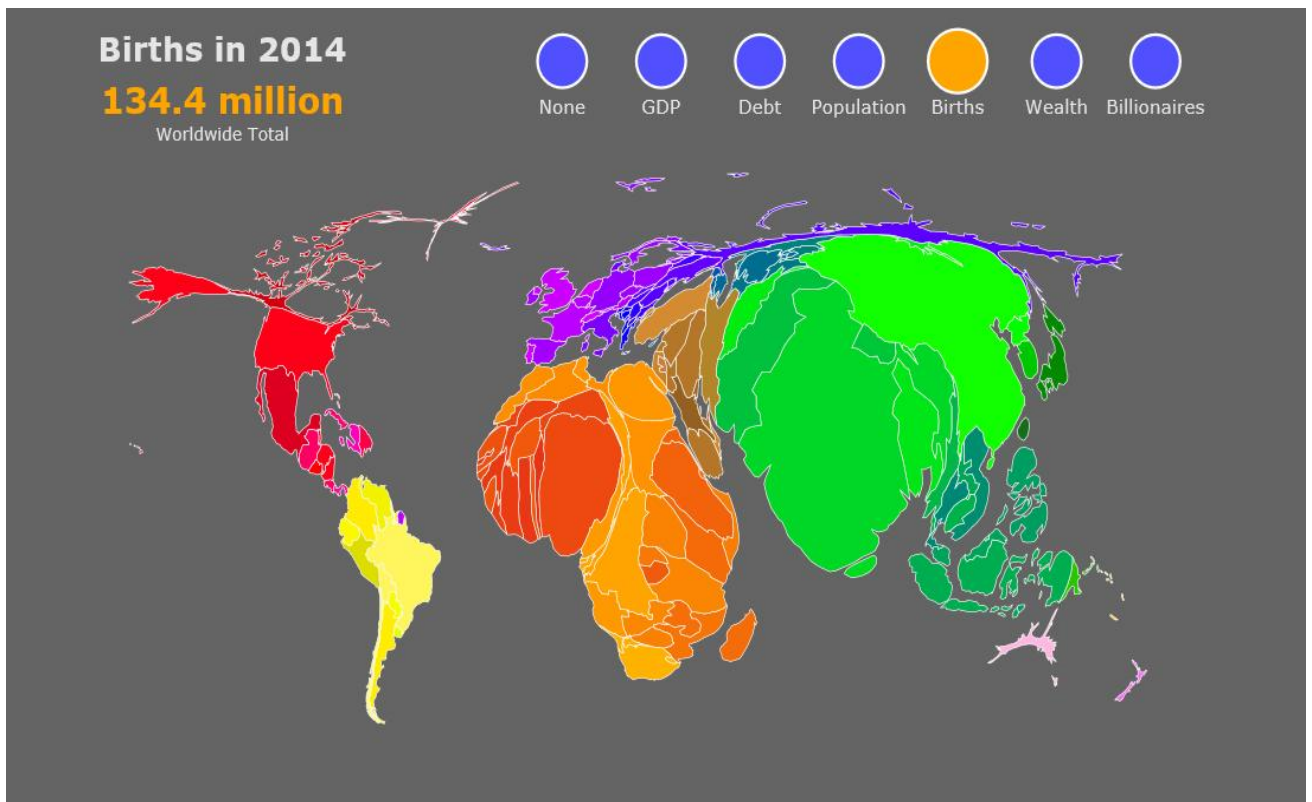 Births in 2014
134.4 million
Worldwide Total
None
GDP
Debt
Population
Births
Wealth
Billionaires